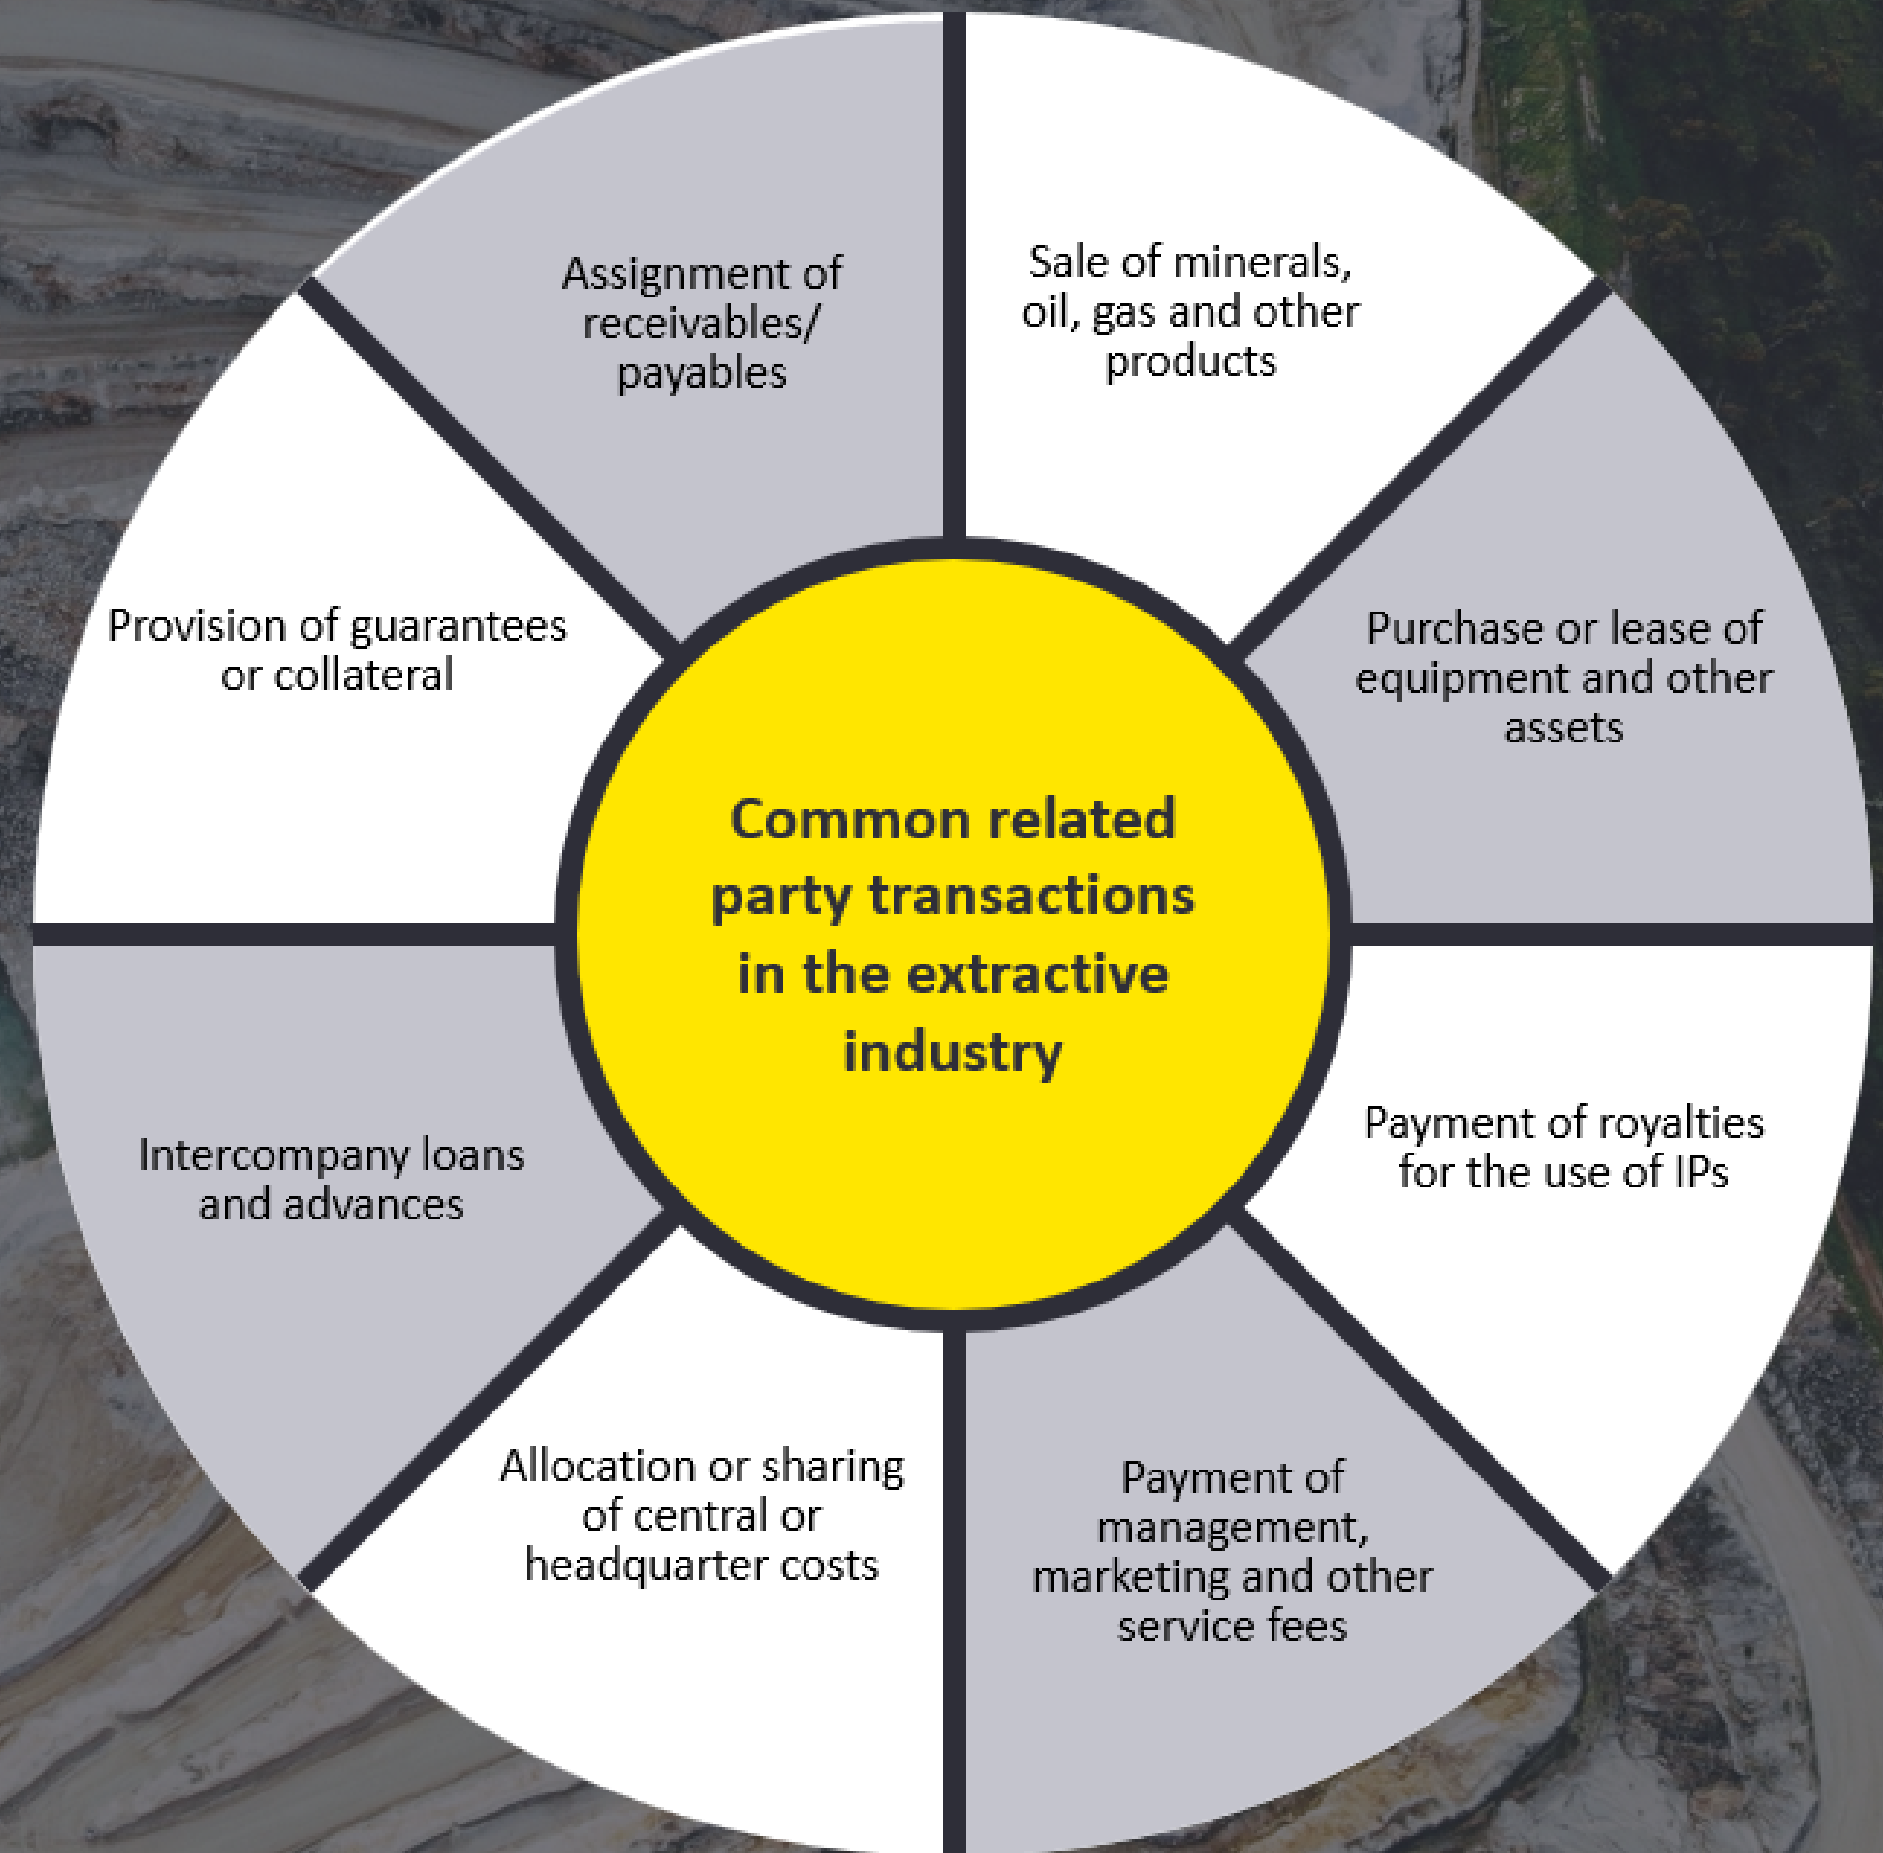 Common related
party transactions
in the extractive
industry
Sale of minerals,
oil, gas and other
products
Purchase or lease of
equipment and other
assets
Payment of royalties
for the use of IPs
Payment of
management,
marketing and other
service fees
Allocation or sharing
of central or
headquarter costs
Intercompany loans
and advances
Provision of guarantees
or collateral
Assignment of
receivables/
payables